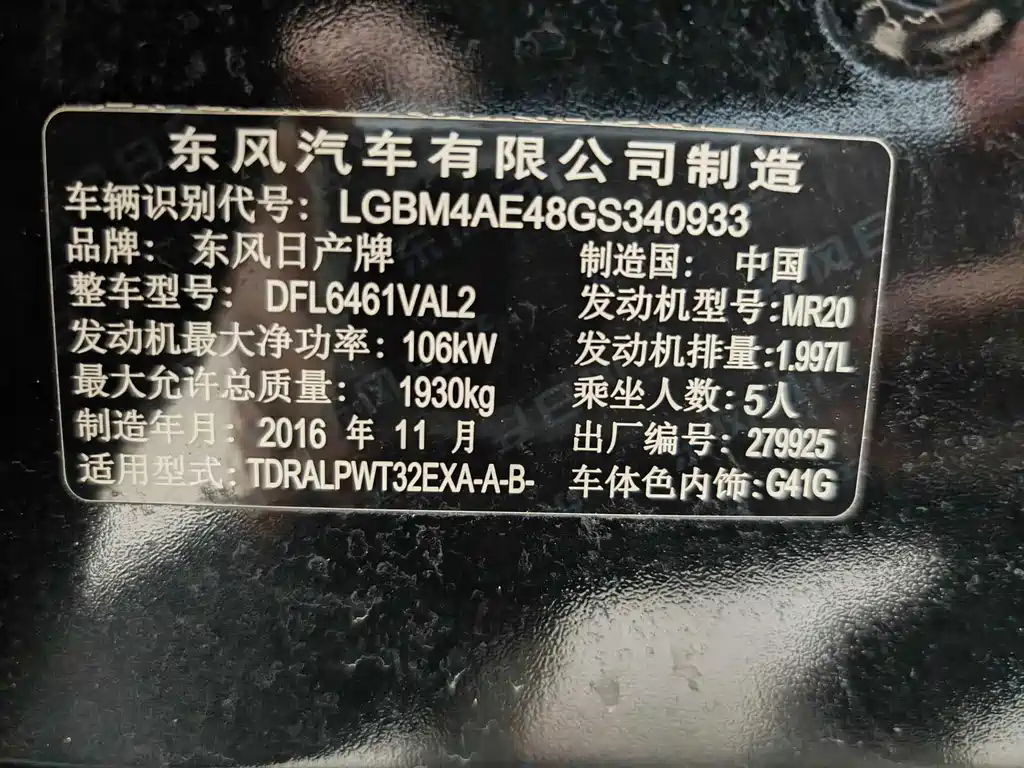 东风汽车有限公司制造
车辆识别代号：LGBM4AE48GS340933
品牌：东风日产牌 制造国：中国
整车型号：DFL6461VAL2 发动机型号：MR20
发动机最大净功率：106kW 发动机排量：1.997L
最大允许总质量：1930kg 乘坐人数：5人
制造年月：2016 年 11 月 出厂编号：279925
适用型式：TDRALPWT32EXA-A-B- 车体色内饰：G41G